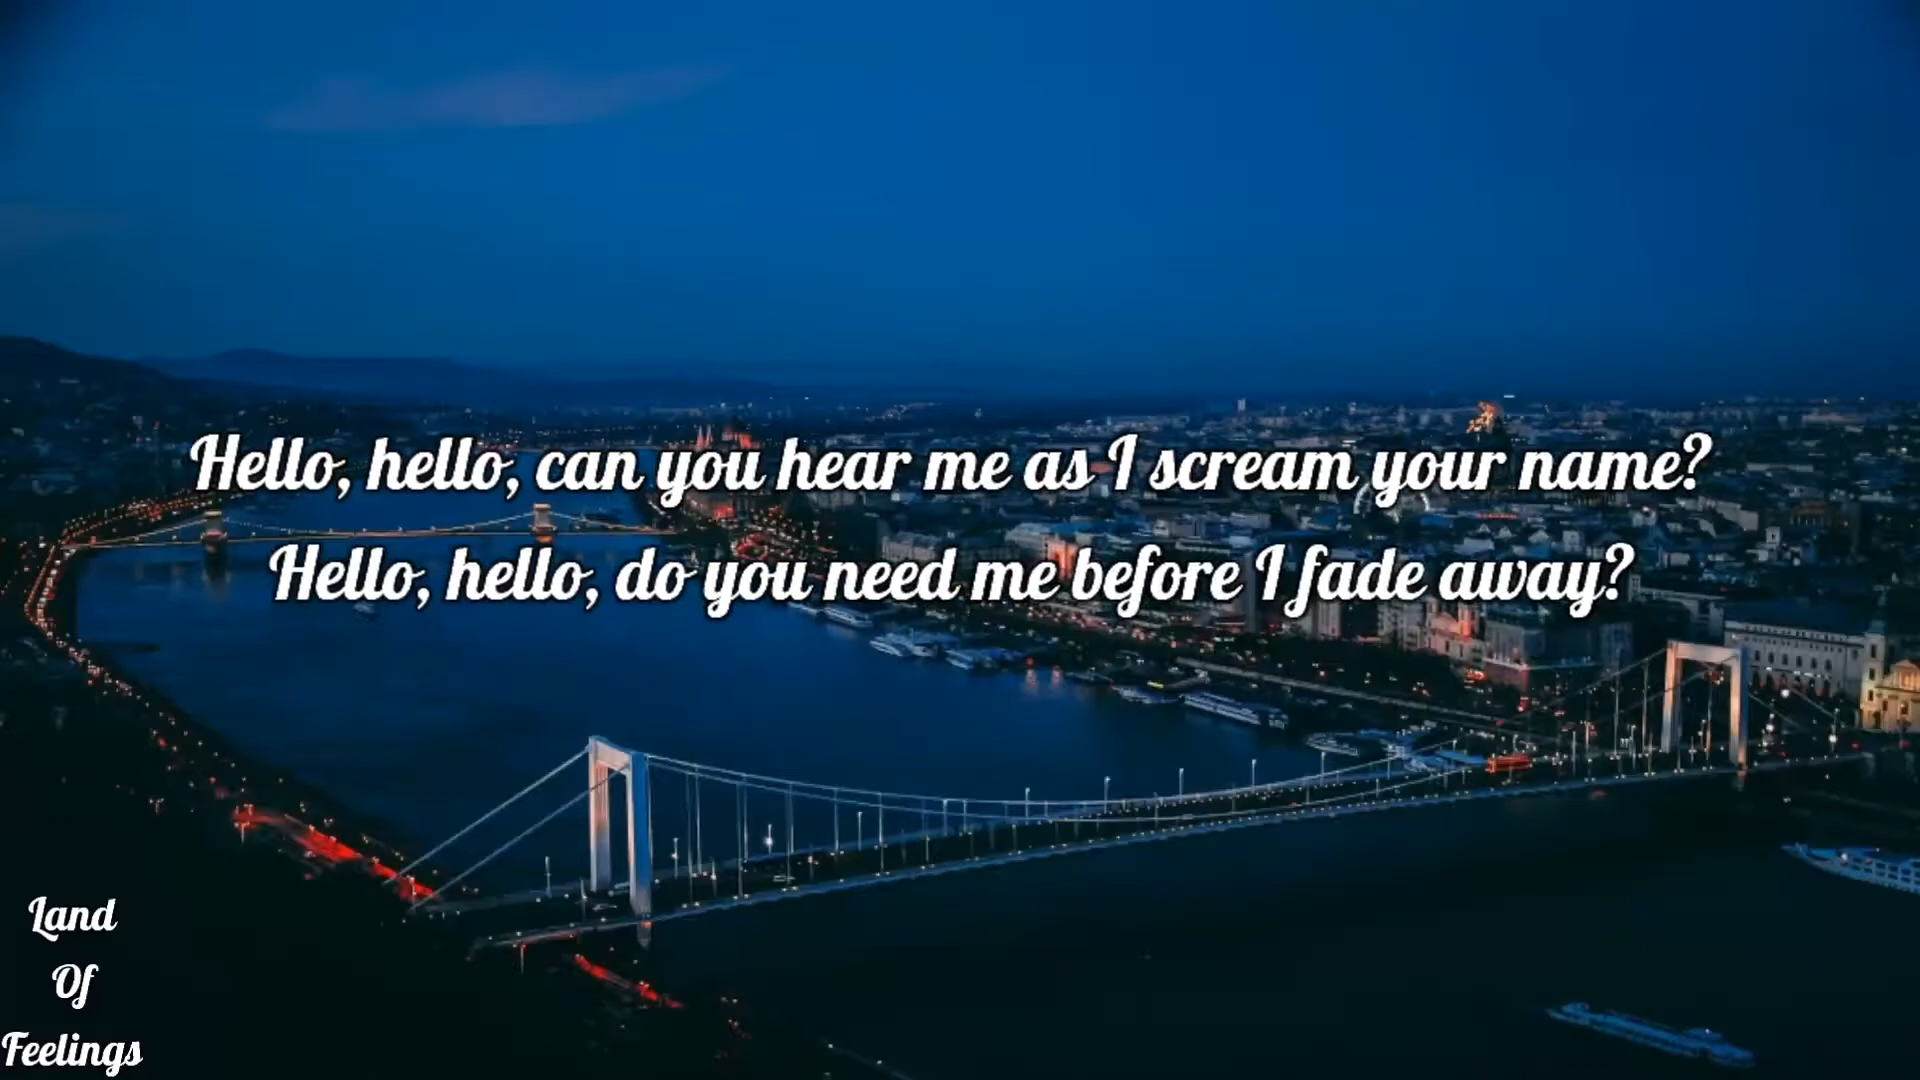 Hello, hello, can you hear me as I scream your name?
Hello, hello, do you need me before I fade away?
Land
Of
Feelings